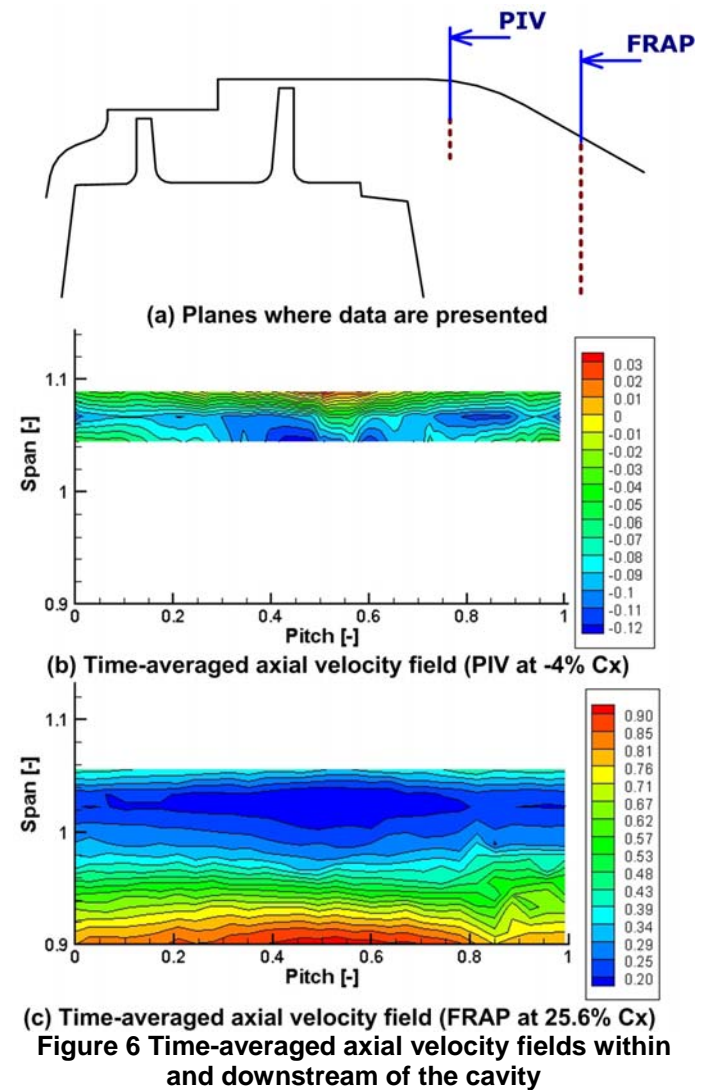 PIV
FRAP
(a) Planes where data are presented
1.1
1
0.9
Span [-]
0 0.2 0.4 0.6 0.8 1
Pitch [-]
0.03
0.02
0.01
0
-0.01
-0.02
-0.03
-0.04
-0.05
-0.06
-0.07
-0.08
-0.09
-0.1
-0.11
-0.12
(b) Time-averaged axial velocity field (PIV at -4% Cx)
1.1
1
0.9
Span [-]
0 0.2 0.4 0.6 0.8 1
Pitch [-]
0.90
0.85
0.81
0.76
0.71
0.67
0.62
0.57
0.53
0.48
0.43
0.39
0.34
0.29
0.25
0.20
(c) Time-averaged axial velocity field (FRAP at 25.6% Cx)
Figure 6 Time-averaged axial velocity fields within
and downstream of the cavity